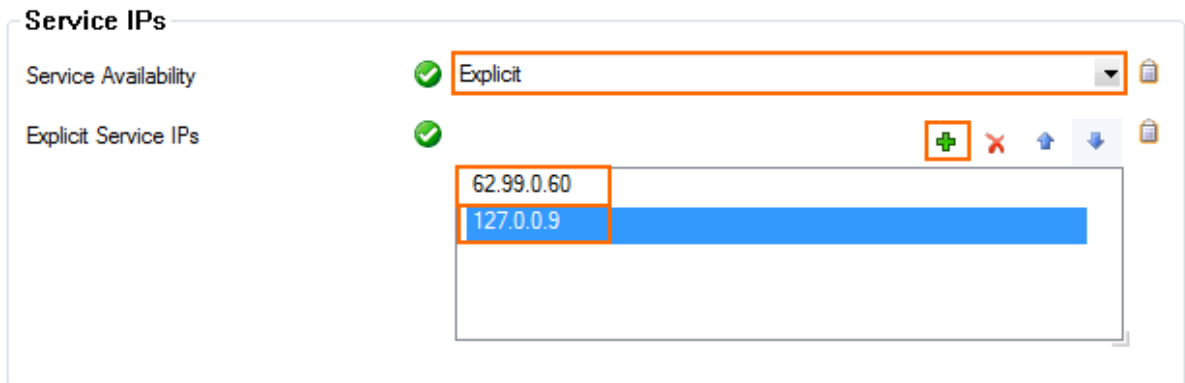 Service IPs
Service Availability
Explicit
Explicit Service IPs
62.99.0.60
127.0.0.9